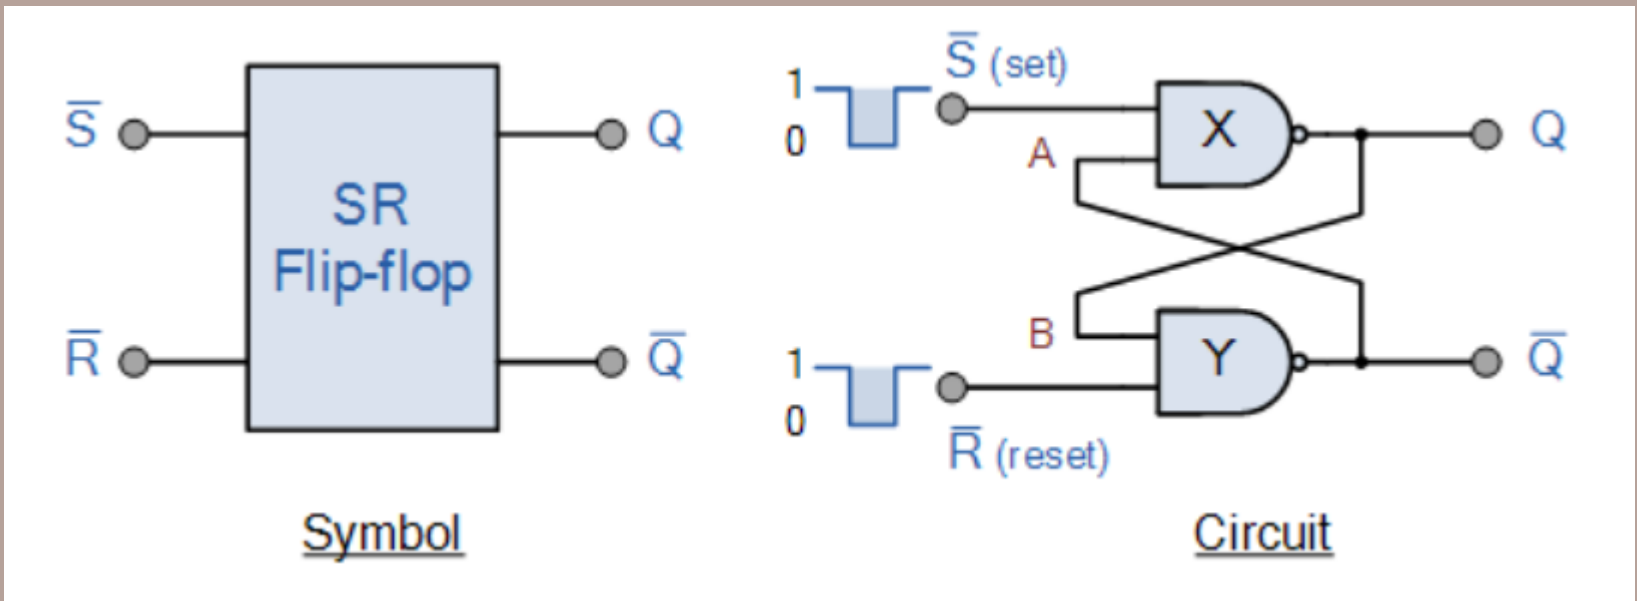 S̅
Q
SR
Flip-flop
R̅
Q̅
Symbol
S̅ (set)
1
0
A
X
Q
B
Y
1
0
Q̅
R̅ (reset)
Circuit